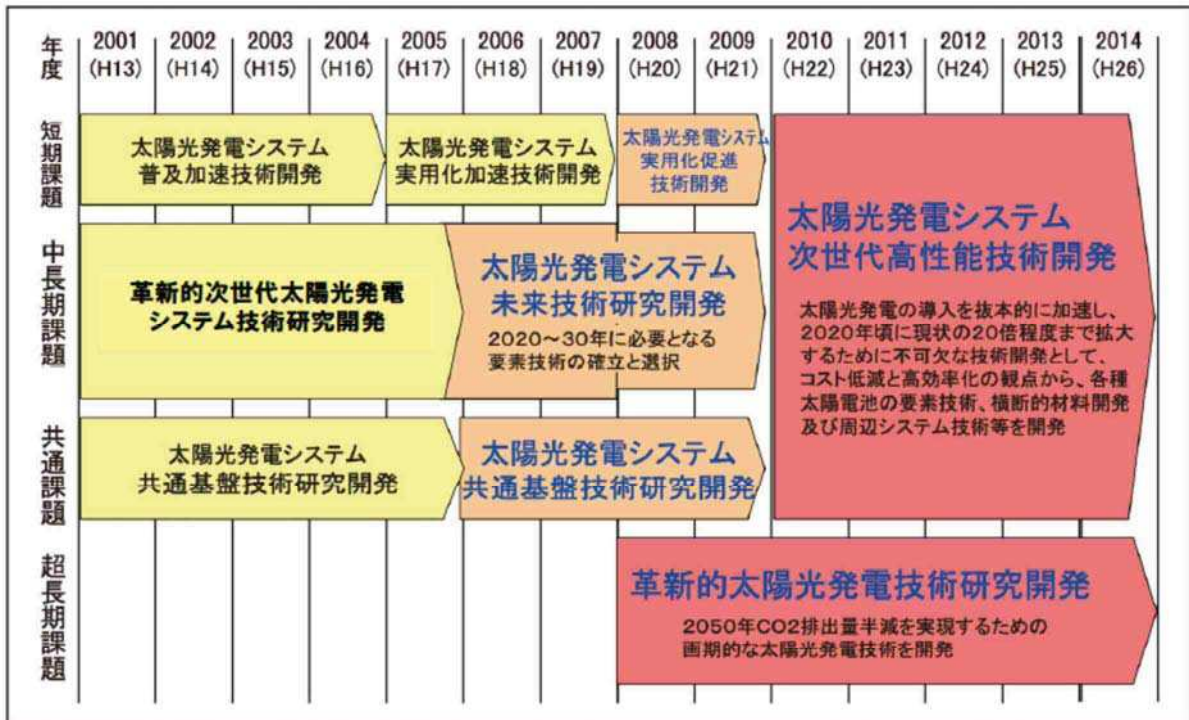 年度
2001 2002 2003 2004 2005 2006 2007 2008 2009 2010 2011 2012 2013 2014
(H13) (H14) (H15) (H16) (H17) (H18) (H19) (H20) (H21) (H22) (H23) (H24) (H25) (H26)
短期課題
太陽光発電システム
普及加速技術開発
太陽光発電システム
実用化加速技術開発
太陽光発電システム
実用化促進
技術開発
中長期課題
革新的次世代太陽光発電
システム技術研究開発
太陽光発電システム
未来技術研究開発
2020～30年に必要となる
要素技術の確立と選択
共通課題
太陽光発電システム
共通基盤技術研究開発
太陽光発電システム
共通基盤技術研究開発
太陽光発電システム
次世代高性能技術開発
太陽光発電の導入を抜本的に加速し、
2020年頃に現状の20倍程度まで拡大
するために不可欠な技術開発として、
コスト低減と高効率化の観点から、各種
太陽電池の要素技術、横断的材料開発
及び周辺システム技術等を開発
超長期課題
革新的太陽光発電技術研究開発
2050年CO2排出量半減を実現するための
画期的な太陽光発電技術を開発